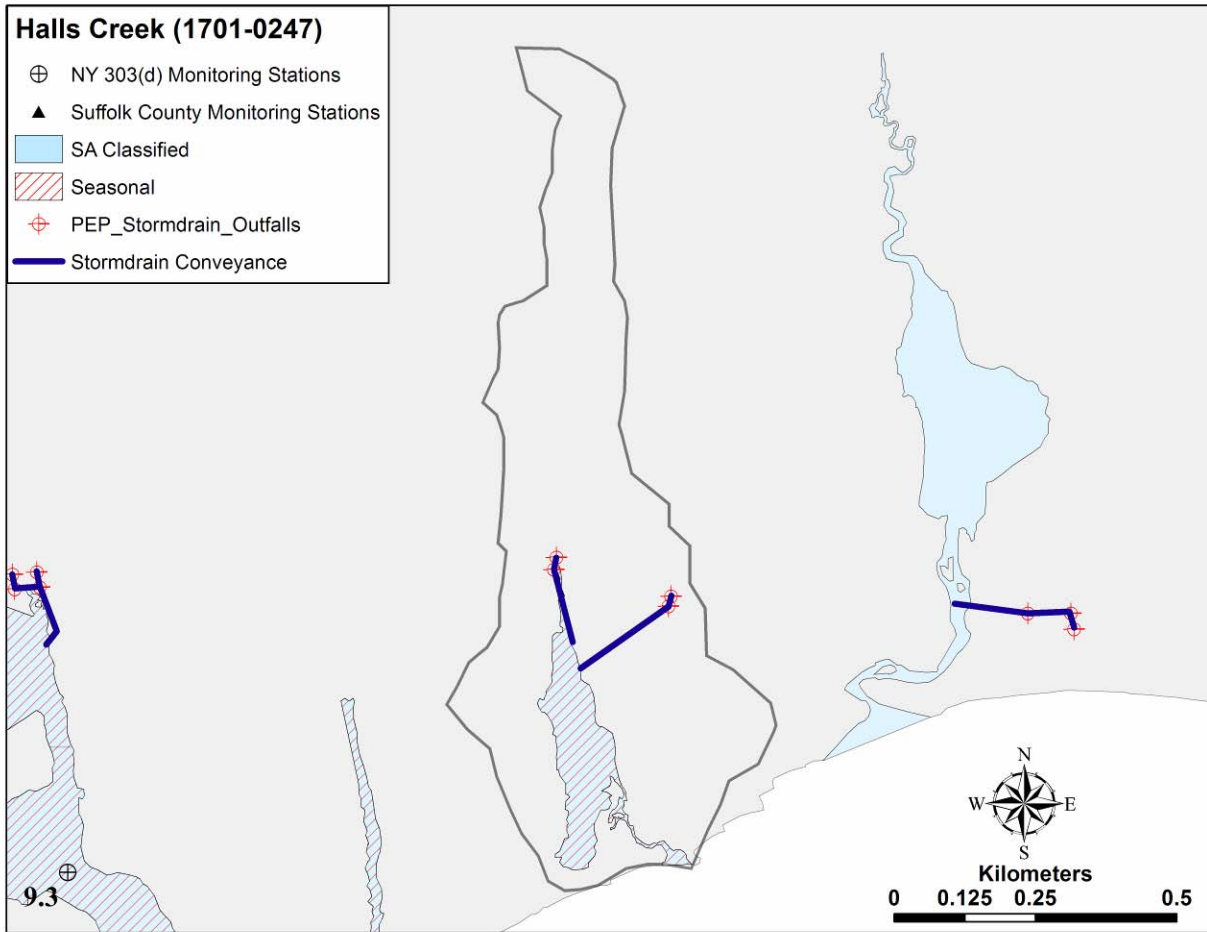 Halls Creek (1701-0247)
NY 303(d) Monitoring Stations
Suffolk County Monitoring Stations
SA Classified
Seasonal
PEP_Stormdrain_Outfalls
Stormdrain Conveyance
9.3
N
W E
S
Kilometers
0 0.125 0.25 0.5